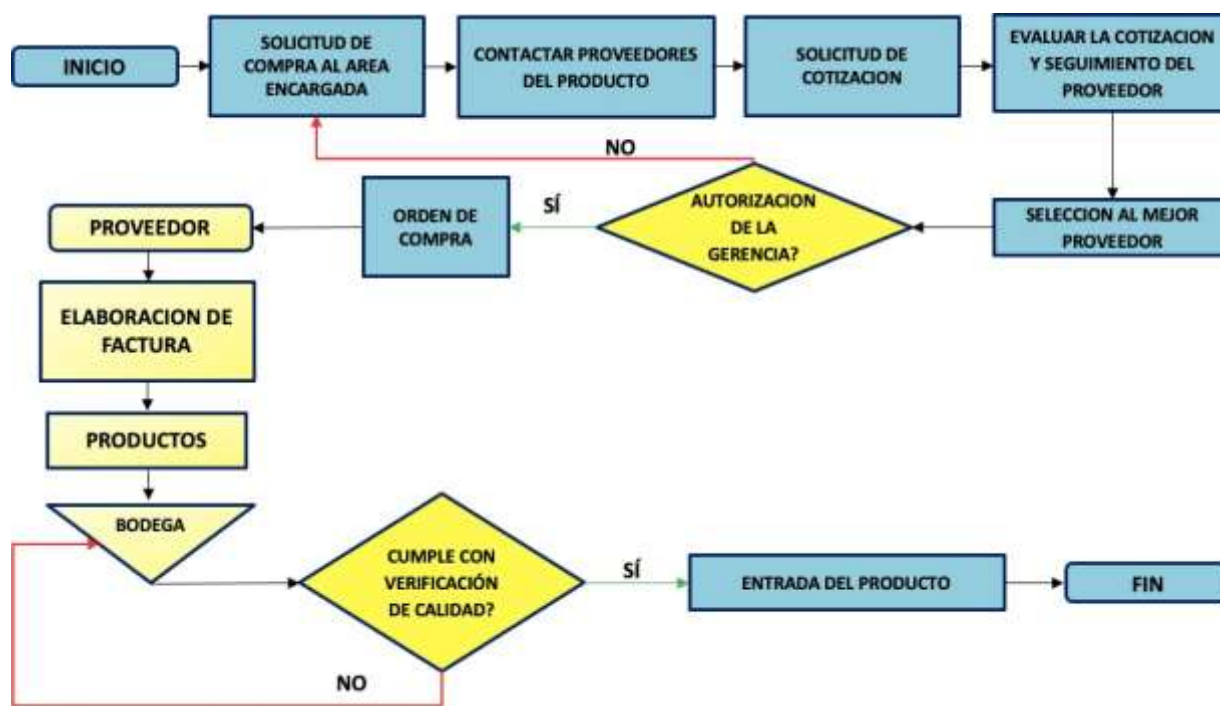 INICIO
SOLICITUD DE
COMPRA AL AREA
ENCARGADA
CONTACTAR PROVEEDORES
DEL PRODUCTO
SOLICITUD DE
COTIZACION
EVALUAR LA COTIZACION
Y SEGUIMIENTO DEL
PROVEEDOR
SELECCION AL MEJOR
PROVEEDOR
AUTORIZACION
DE LA
GERENCIA?
NO
SÍ
ORDEN DE
COMPRA
PROVEEDOR
ELABORACION DE
FACTURA
PRODUCTOS
BODEGA
CUMPLE CON
VERIFICACIÓN
DE CALIDAD?
NO
SÍ
ENTRADA DEL PRODUCTO
FIN